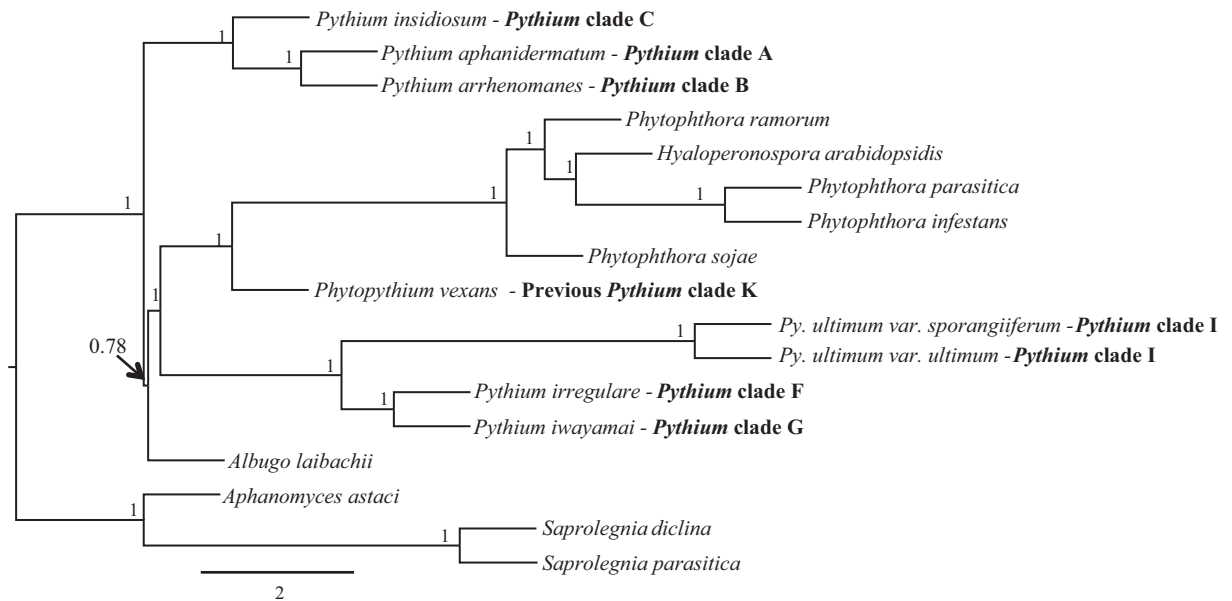 1
Pythium insidiosum - Pythium clade C
1
Pythium aphanidermatum - Pythium clade A
Pythium arrhenomanes - Pythium clade B
Phytophthora ramorum
1
Hyaloperonospora arabidopsidis
1
Phytophthora parasitica
1
1
1
Phytophthora infestans
1
Phytophthora sojae
Phytopythium vexans - Previous Pythium clade K
1
Py. ultimum var. sporangiiferum - Pythium clade I
1
0.78
Py. ultimum var. ultimum - Pythium clade I
1
Pythium irregulare - Pythium clade F
1
Pythium iwayamai - Pythium clade G
Albugo laibachii
Aphanomyces astaci
1
Saprolegnia diclina
1
Saprolegnia parasitica
2